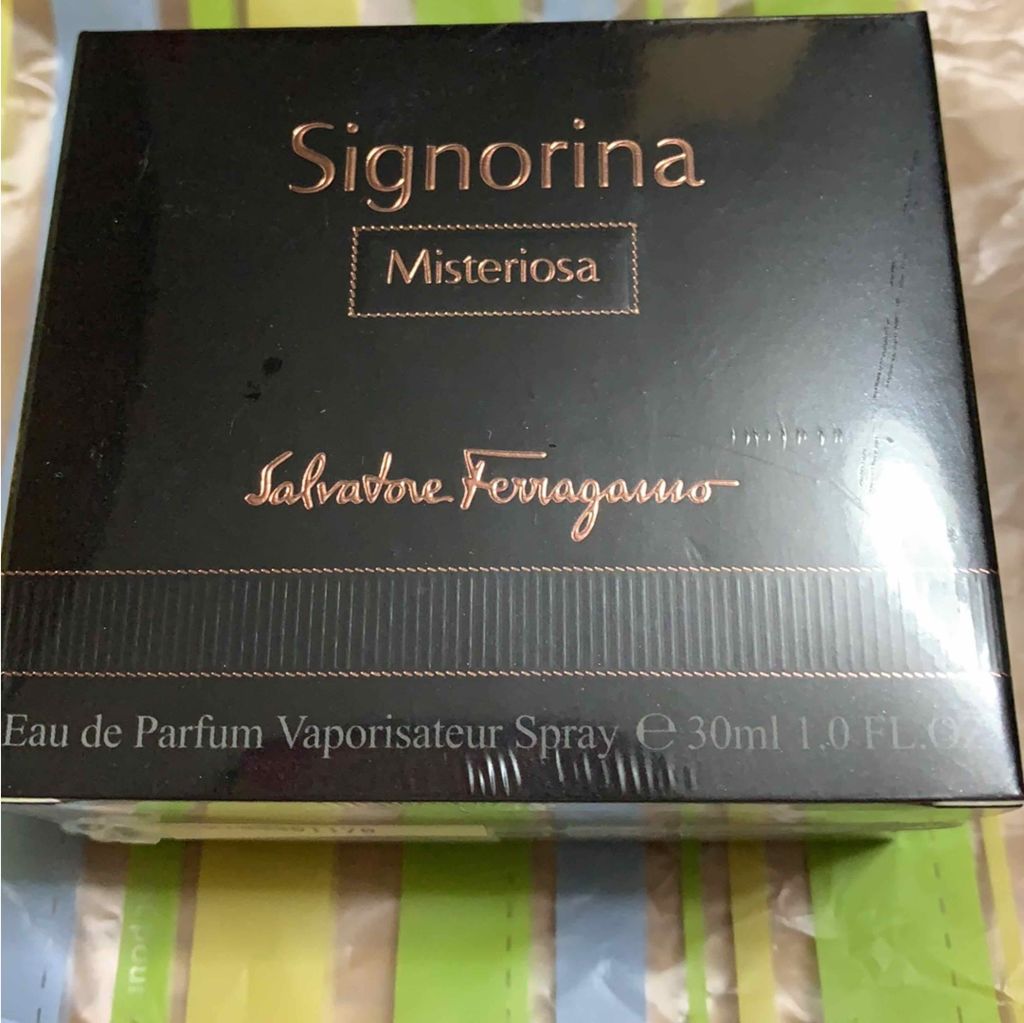 Signorina
Misteriosa
Salvatore Ferragamo
Eau de Parfum Vaporisateur Spray ℮ 30ml 1.0 FL.OZ